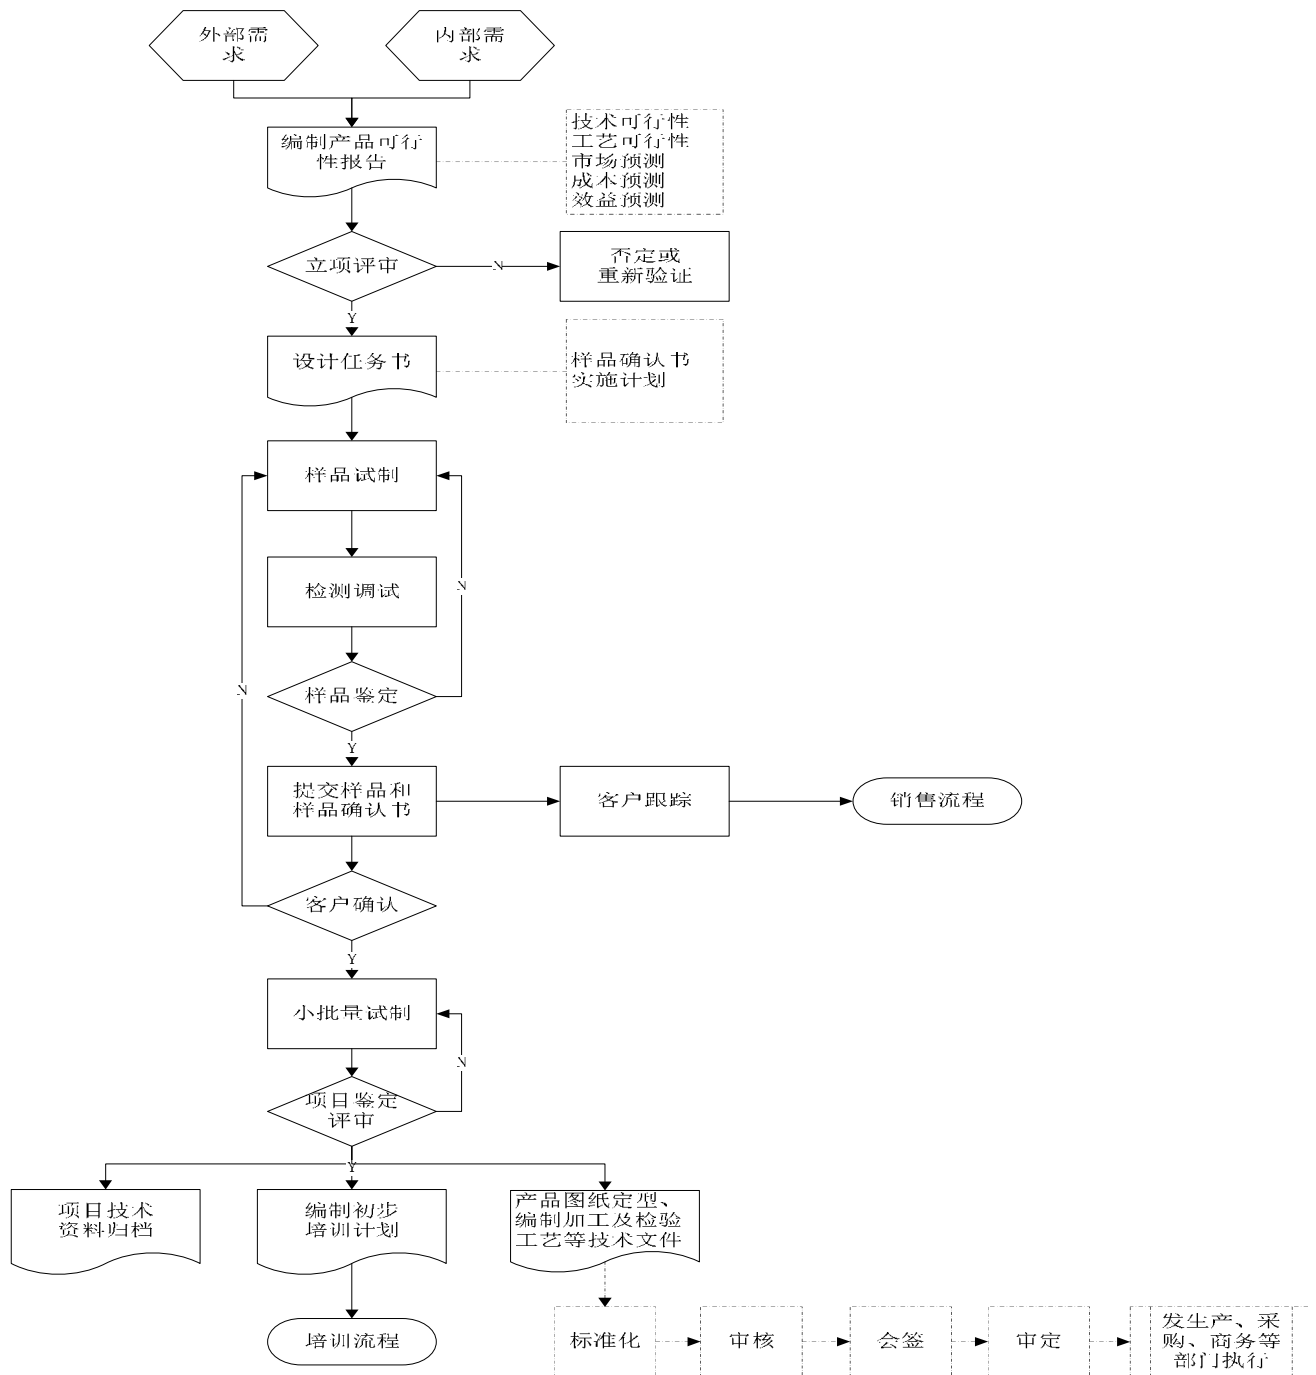 外部需
求
内部需
求
编制产品可行
性报告
技术可行性
工艺可行性
市场预测
成本预测
效益预测
立项评审
N
否定或
重新验证
Y
设计任务书
样品确认书
实施计划
样品试制
检测调试
N
样品鉴定
N
Y
提交样品和
样品确认书
客户跟踪
销售流程
客户确认
Y
小批量试制
N
项目鉴定
评审
Y
项目技术
资料归档
编制初步
培训计划
产品图纸定型、
编制加工及检验
工艺等技术文件
培训流程
标准化
审核
会签
审定
发生产、采
购、商务等
部门执行